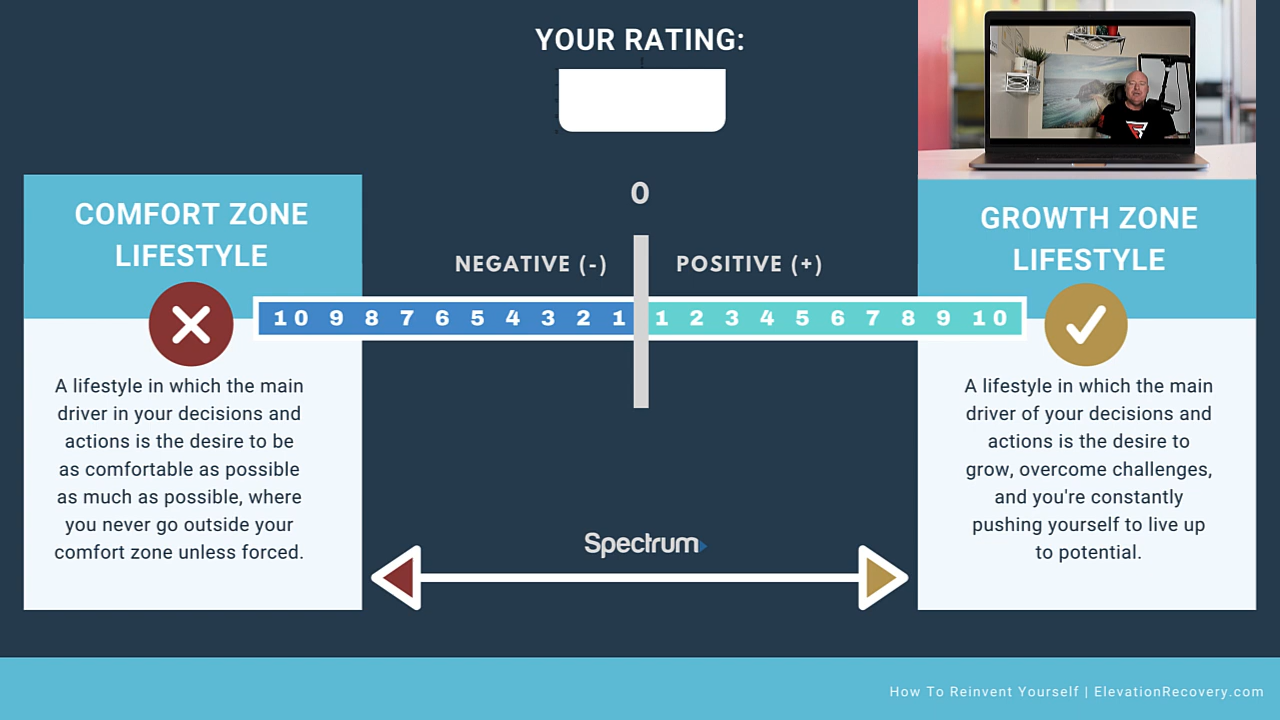 YOUR RATING:
0
COMFORT ZONE
LIFESTYLE
A lifestyle in which the main
driver in your decisions and
actions is the desire to be
as comfortable as possible
as much as possible, where
you never go outside your
comfort zone unless forced.
NEGATIVE (-)
POSITIVE (+)
10 9 8 7 6 5 4 3 2 1
1 2 3 4 5 6 7 8 9 10
Spectrum
GROWTH ZONE
LIFESTYLE
A lifestyle in which the main
driver of your decisions and
actions is the desire to
grow, overcome challenges,
and you're constantly
pushing yourself to live up
to potential.
How To Reinvent Yourself | ElevationRecovery.com